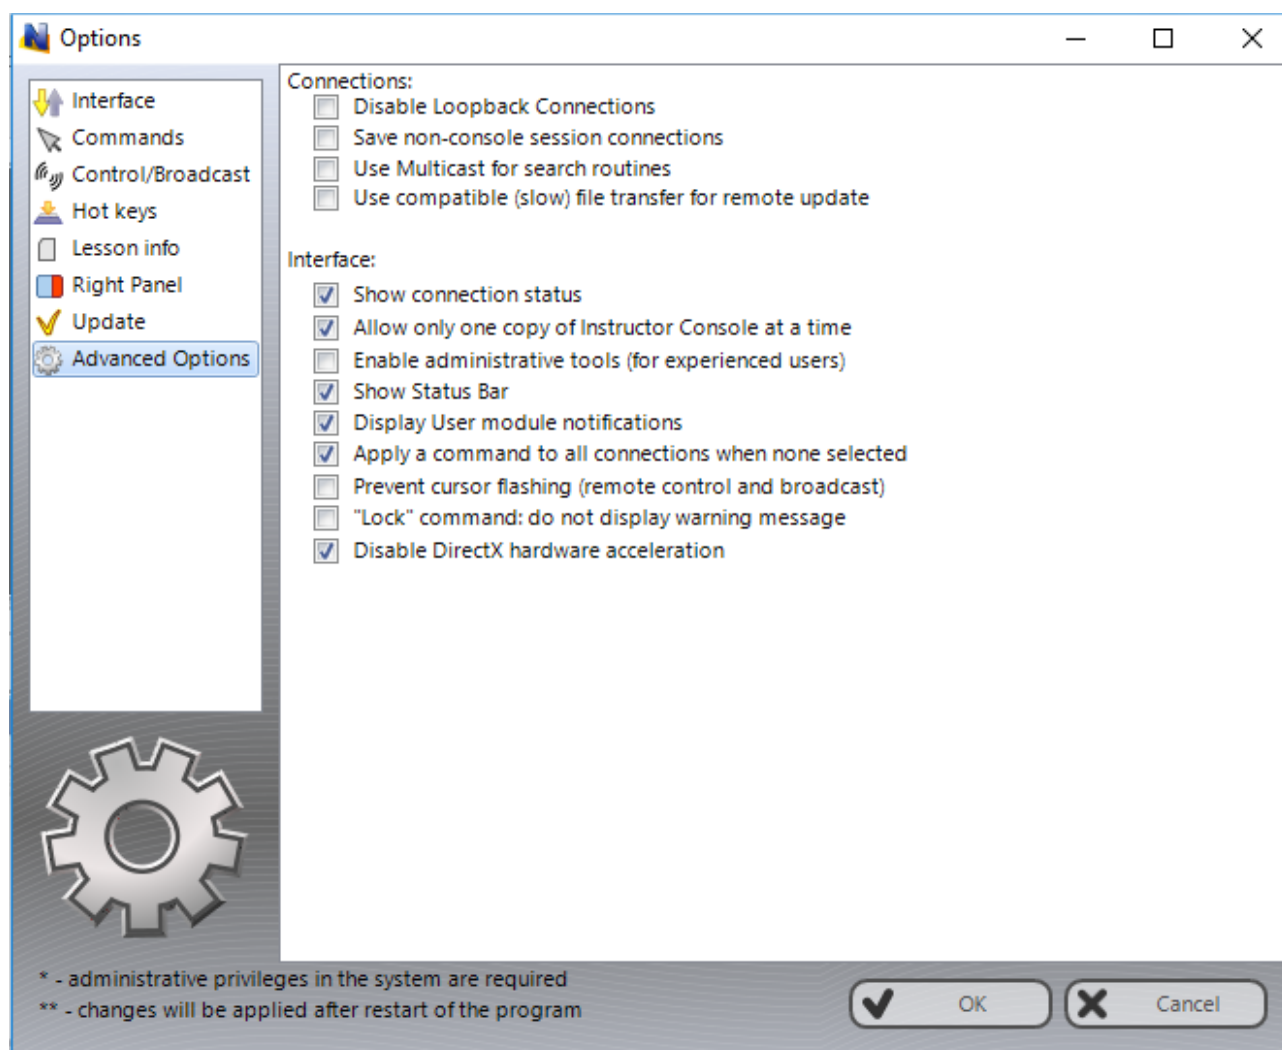 Options
Interface
Commands
Control/Broadcast
Hot keys
Lesson info
Right Panel
Update
Advanced Options
Connections:
Disable Loopback Connections
Save non-console session connections
Use Multicast for search routines
Use compatible (slow) file transfer for remote update
Interface:
Show connection status
Allow only one copy of Instructor Console at a time
Enable administrative tools (for experienced users)
Show Status Bar
Display User module notifications
Apply a command to all connections when none selected
Prevent cursor flashing (remote control and broadcast)
"Lock" command: do not display warning message
Disable DirectX hardware acceleration
* - administrative privileges in the system are required
** - changes will be applied after restart of the program
OK
Cancel